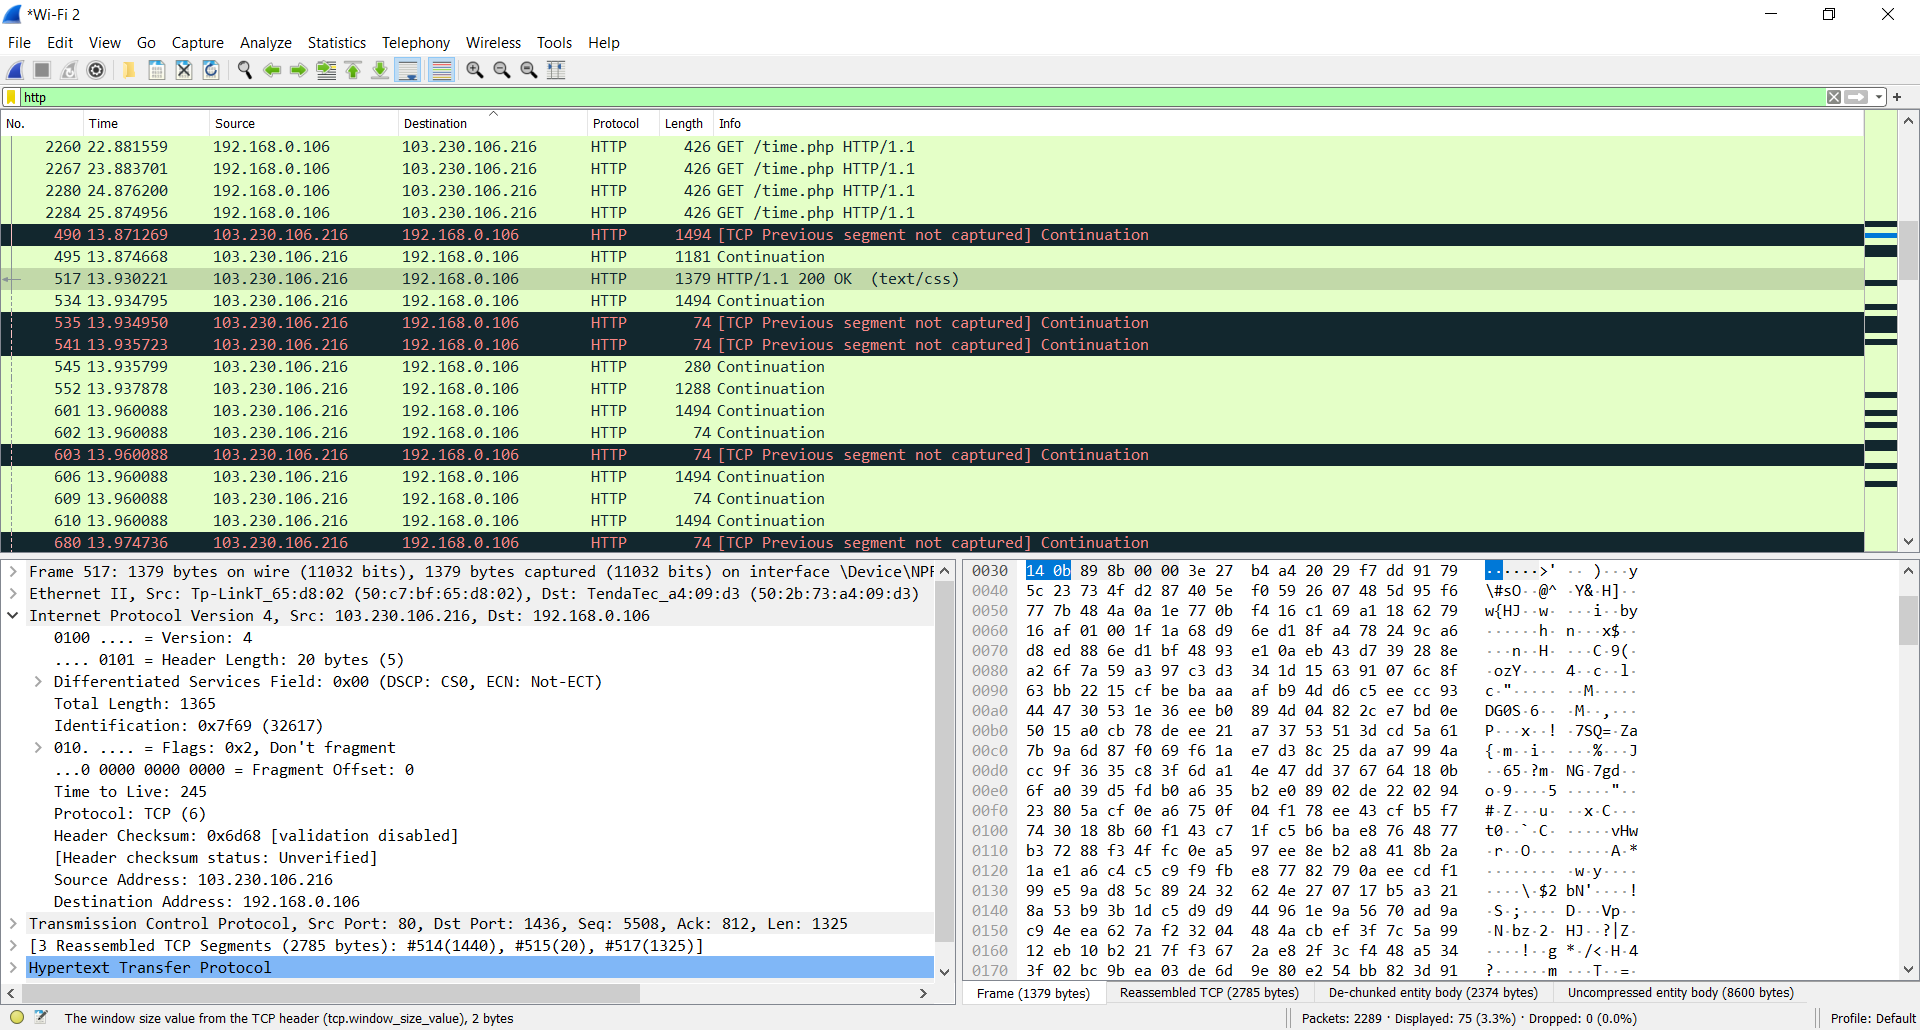 *Wi-Fi 2
File Edit View Go Capture Analyze Statistics Telephony Wireless Tools Help
http
No. Time Source Destination Protocol Length Info
2260 22.881559 192.168.0.106 103.230.106.216 HTTP 426 GET /time.php HTTP/1.1
2267 23.883701 192.168.0.106 103.230.106.216 HTTP 426 GET /time.php HTTP/1.1
2280 24.876200 192.168.0.106 103.230.106.216 HTTP 426 GET /time.php HTTP/1.1
2284 25.874956 192.168.0.106 103.230.106.216 HTTP 426 GET /time.php HTTP/1.1
490 13.871269 103.230.106.216 192.168.0.106 HTTP 1494 [TCP Previous segment not captured] Continuation
495 13.874668 103.230.106.216 192.168.0.106 HTTP 1181 Continuation
517 13.930221 103.230.106.216 192.168.0.106 HTTP 1379 HTTP/1.1 200 OK (text/css)
534 13.934795 103.230.106.216 192.168.0.106 HTTP 1494 Continuation
535 13.934950 103.230.106.216 192.168.0.106 HTTP 74 [TCP Previous segment not captured] Continuation
541 13.935723 103.230.106.216 192.168.0.106 HTTP 74 [TCP Previous segment not captured] Continuation
545 13.935799 103.230.106.216 192.168.0.106 HTTP 280 Continuation
552 13.937878 103.230.106.216 192.168.0.106 HTTP 1288 Continuation
601 13.960088 103.230.106.216 192.168.0.106 HTTP 1494 Continuation
602 13.960088 103.230.106.216 192.168.0.106 HTTP 74 Continuation
603 13.960088 103.230.106.216 192.168.0.106 HTTP 74 [TCP Previous segment not captured] Continuation
606 13.960088 103.230.106.216 192.168.0.106 HTTP 1494 Continuation
609 13.960088 103.230.106.216 192.168.0.106 HTTP 74 Continuation
610 13.960088 103.230.106.216 192.168.0.106 HTTP 1494 Continuation
680 13.974736 103.230.106.216 192.168.0.106 HTTP 74 [TCP Previous segment not captured] Continuation
Frame 517: 1379 bytes on wire (11032 bits), 1379 bytes captured (11032 bits) on interface \Device\NPF
Ethernet II, Src: Tp-LinkT_65:d8:02 (50:c7:bf:65:d8:02), Dst: TendaTec_a4:09:d3 (50:2b:73:a4:09:d3)
Internet Protocol Version 4, Src: 103.230.106.216, Dst: 192.168.0.106
0100 .... = Version: 4
.... 0101 = Header Length: 20 bytes (5)
Differentiated Services Field: 0x00 (DSCP: CS0, ECN: Not-ECT)
Total Length: 1365
Identification: 0x7f69 (32617)
010. .... = Flags: 0x2, Don't fragment
...0 0000 0000 0000 = Fragment Offset: 0
Time to Live: 245
Protocol: TCP (6)
Header Checksum: 0x6d68 [validation disabled]
[Header checksum status: Unverified]
Source Address: 103.230.106.216
Destination Address: 192.168.0.106
Transmission Control Protocol, Src Port: 80, Dst Port: 1436, Seq: 5508, Ack: 812, Len: 1325
[3 Reassembled TCP Segments (2785 bytes): #514(1440), #515(20), #517(1325)]
Hypertext Transfer Protocol
0030 14 0b 89 8b 00 00 3e 27 b4 a4 20 29 f7 dd 91 79 ······>' ·· )···y
0040 5c 23 73 4f d2 87 40 5e f0 59 26 07 48 5d 95 f6 \#sO··@^ ·Y&·H]··
0050 77 7b 48 4a 0a 1e 77 0b f4 16 c1 69 a1 18 62 79 w{HJ··w· ···i··by
0060 16 af 01 00 1f 1a 68 d9 6e d1 8f a4 78 24 9c a6 ······h· n···x$··
0070 d8 ed 88 6e d1 bf 48 93 e1 0a eb 43 d7 39 28 8e ···n··H· ···C·9(·
0080 a2 6f 7a 59 a3 97 c3 d3 34 1d 15 63 91 07 6c 8f ·ozY···· 4··c··l·
0090 63 bb 22 15 cf be ba aa af b9 4d d6 c5 ee cc 93 c·"····· ··M·····
00a0 44 47 30 53 1e 36 ee b0 89 4d 04 82 2c e7 bd 0e DG0S·6·· ·M··,···
00b0 50 15 a0 cb 78 de ee 21 a7 37 53 51 3d cd 5a 61 P···x··! ·7SQ=·Za
00c0 7b 9a 6d 87 f0 69 f6 1a e7 d3 8c 25 da a7 99 4a {·m··i·· ···%···J
00d0 cc 9f 36 35 c8 3f 6d a1 4e 47 dd 37 67 64 18 0b ··65·?m· NG·7gd··
00e0 6f a0 39 d5 fd b0 a6 35 b2 e0 89 02 de 22 02 94 o·9····5 ·····"··
00f0 23 80 5a cf 0e a6 75 0f 04 f1 78 ee 43 cf b5 f7 #·Z···u· ··x·C···
0100 74 30 18 8b 60 f1 43 c7 1f c5 b6 ba e8 76 48 77 t0··`·C· ·····vHw
0110 b3 72 88 f3 4f fc 0e a5 97 ee 8e b2 a8 41 8b 2a ·r··O··· ·····A·*
0120 1a e1 a6 c4 c5 c9 f9 fb e8 77 82 79 0a ee cd f1 ········ ·w·y····
0130 99 e5 9a d8 5c 89 24 32 62 4e 27 07 17 b5 a3 21 ····\·$2 bN'····!
0140 8a 53 b9 3b 1d c5 d9 d9 44 96 1e 9a 56 70 ad 9a ·S·;···· D···Vp··
0150 c9 4e ea 62 7a f2 32 04 48 4a cb ef 3f 7c 5a 99 ·N·bz·2· HJ··?|Z·
0160 12 eb 10 b2 21 7f f3 67 2a e8 2f 3c f4 48 a5 34 ····!··g *·/<·H·4
0170 3f 02 bc 9b ea 03 de 6d 9e 80 e2 54 bb 82 3d 91 ?······m ···T··=·
Frame (1379 bytes) Reassembled TCP (2785 bytes) De-chunked entity body (2374 bytes) Uncompressed entity body (8600 bytes)
The window size value from the TCP header (tcp.window_size_value), 2 bytes Packets: 2289 · Displayed: 75 (3.3%) · Dropped: 0 (0.0%) Profile: Default